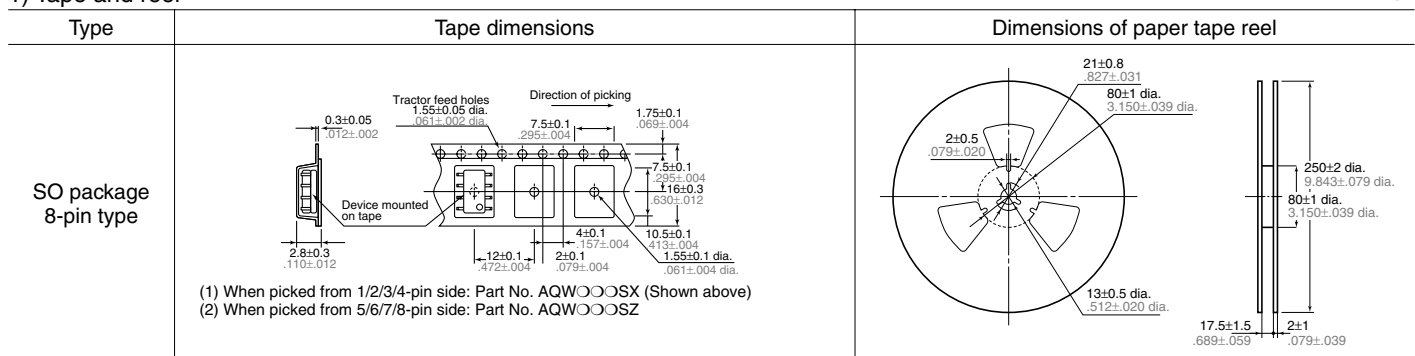 Type
Tape dimensions
Dimensions of paper tape reel
SO package
8-pin type
0.3±0.05
.012±.002
Tractor feed holes
1.55±0.05 dia.
.061±.002 dia.
Direction of picking
7.5±0.1
.295±.004
1.75±0.1
.069±.004
7.5±0.1
.295±.004
16±0.3
.630±.012
Device mounted
on tape
2.8±0.3
.110±.012
12±0.1
.472±.004
4±0.1
.157±.004
2±0.1
.079±.004
10.5±0.1
.413±.004
1.55±0.1 dia.
.061±.004 dia.
(1) When picked from 1/2/3/4-pin side: Part No. AQW❍❍❍SX (Shown above)
(2) When picked from 5/6/7/8-pin side: Part No. AQW❍❍❍SZ
21±0.8
.827±.031
80±1 dia.
3.150±.039 dia.
2±0.5
.079±.020
13±0.5 dia.
.512±.020 dia.
250±2 dia.
9.843±.079 dia.
80±1 dia.
3.150±.039 dia.
17.5±1.5
.689±.059
2±1
.079±.039